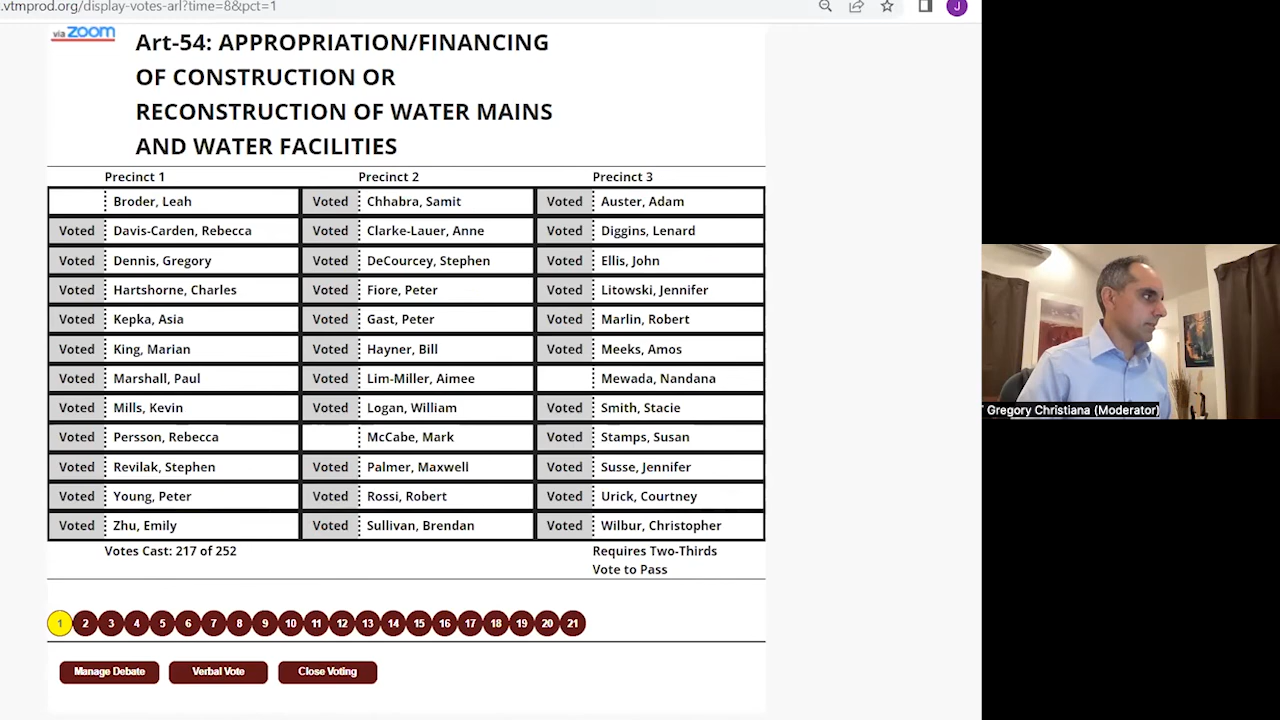 .vtmprod.org/display-votes-arl?time=8&pct=1
J
via zoom
Art-54: APPROPRIATION/FINANCING
OF CONSTRUCTION OR
RECONSTRUCTION OF WATER MAINS
AND WATER FACILITIES
Precinct 1 Precinct 2 Precinct 3
Broder, Leah Voted Chhabra, Samit Voted Auster, Adam
Voted Davis-Carden, Rebecca Voted Clarke-Lauer, Anne Voted Diggins, Lenard
Voted Dennis, Gregory Voted DeCourcey, Stephen Voted Ellis, John
Voted Hartshorne, Charles Voted Fiore, Peter Voted Litowski, Jennifer
Voted Kepka, Asia Voted Gast, Peter Voted Marlin, Robert
Voted King, Marian Voted Hayner, Bill Voted Meeks, Amos
Voted Marshall, Paul Voted Lim-Miller, Aimee Mewada, Nandana
Voted Mills, Kevin Voted Logan, William Voted Smith, Stacie
Voted Persson, Rebecca McCabe, Mark Voted Stamps, Susan
Voted Revilak, Stephen Voted Palmer, Maxwell Voted Susse, Jennifer
Voted Young, Peter Voted Rossi, Robert Voted Urick, Courtney
Voted Zhu, Emily Voted Sullivan, Brendan Voted Wilbur, Christopher
Votes Cast: 217 of 252 Requires Two-Thirds
Vote to Pass
1 2 3 4 5 6 7 8 9 10 11 12 13 14 15 16 17 18 19 20 21
Manage Debate Verbal Vote Close Voting
Gregory Christiana (Moderator)